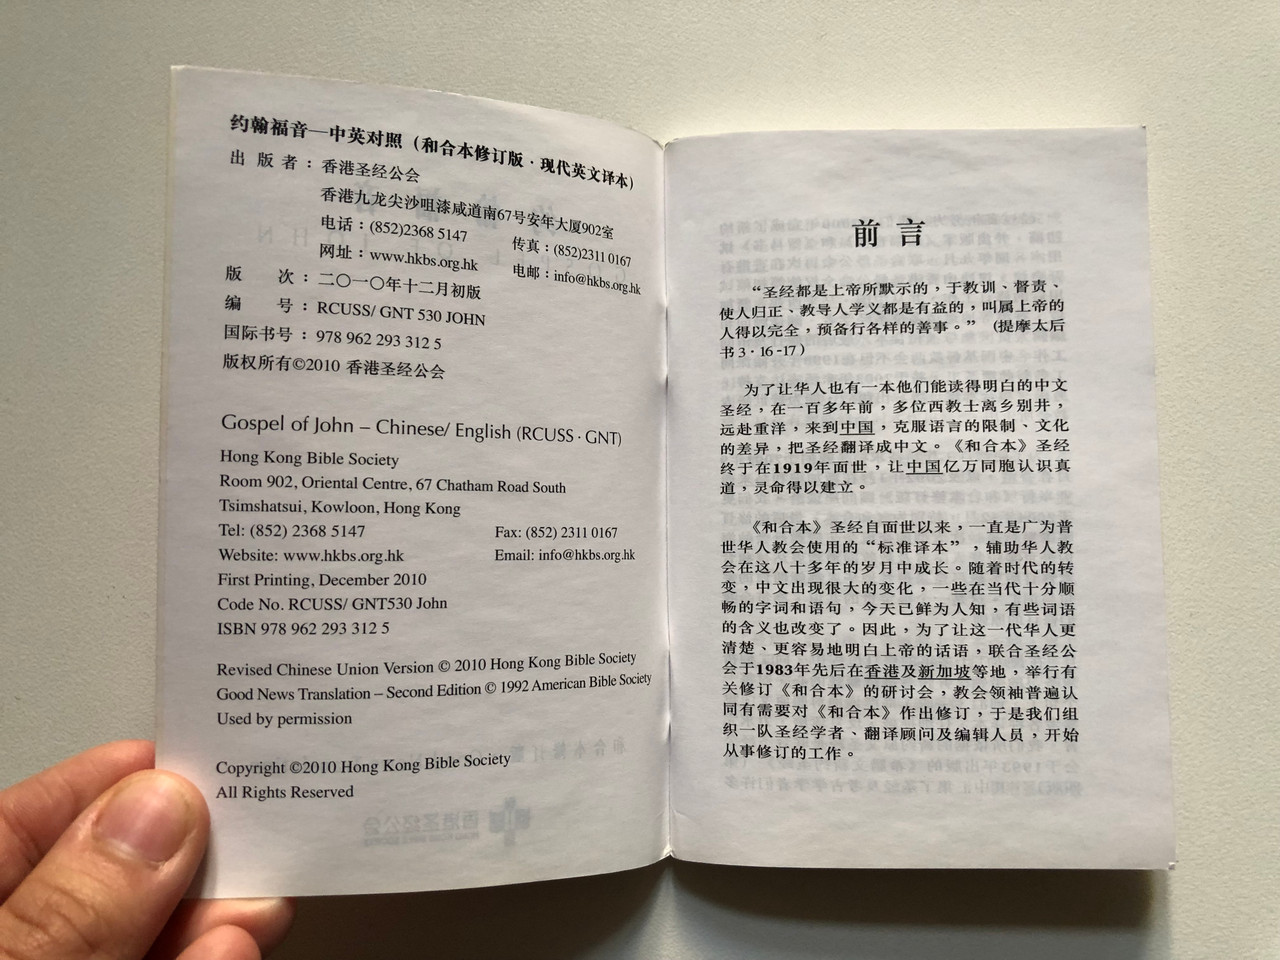 约翰福音—中英对照（和合本修订版·现代英文译本）
出 版 者：香港圣经公会
香港九龙尖沙咀漆咸道南67号安年大厦902室
电话：(852)2368 5147 传真：(852)2311 0167
网址：www.hkbs.org.hk 电邮：info@hkbs.org.hk
版 次：二〇一〇年十二月初版
编 号：RCUSS/ GNT 530 JOHN
国际书号：978 962 293 312 5
版权所有©2010 香港圣经公会
Gospel of John – Chinese/ English (RCUSS · GNT)
Hong Kong Bible Society
Room 902, Oriental Centre, 67 Chatham Road South
Tsimshatsui, Kowloon, Hong Kong
Tel: (852) 2368 5147 Fax: (852) 2311 0167
Website: www.hkbs.org.hk Email: info@hkbs.org.hk
First Printing, December 2010
Code No. RCUSS/ GNT530 John
ISBN 978 962 293 312 5
Revised Chinese Union Version © 2010 Hong Kong Bible Society
Good News Translation – Second Edition © 1992 American Bible Society
Used by permission
Copyright ©2010 Hong Kong Bible Society
All Rights Reserved
前 言
“圣经都是上帝所默示的，于教训、督责、
使人归正、教导人学义都是有益的，叫属上帝的
人得以完全，预备行各样的善事。”（提摩太后
书3·16-17）
为了让华人也有一本他们能读得明白的中文
圣经，在一百多年前，多位西教士离乡别井，
远赴重洋，来到中国，克服语言的限制、文化
的差异，把圣经翻译成中文。《和合本》圣经
终于在1919年面世，让中国亿万同胞认识真
道，灵命得以建立。
《和合本》圣经自面世以来，一直是广为普
世华人教会使用的“标准译本”，辅助华人教
会在这八十多年的岁月中成长。随着时代的转
变，中文出现很大的变化，一些在当代十分顺
畅的字词和语句，今天已鲜为人知，有些词语
的含义也改变了。因此，为了让这一代华人更
清楚、更容易地明白上帝的话语，联合圣经公
会于1983年先后在香港及新加坡等地，举行有
关修订《和合本》的研讨会，教会领袖普遍认
同有需要对《和合本》作出修订，于是我们组
织一队圣经学者、翻译顾问及编辑人员，开始
从事修订的工作。